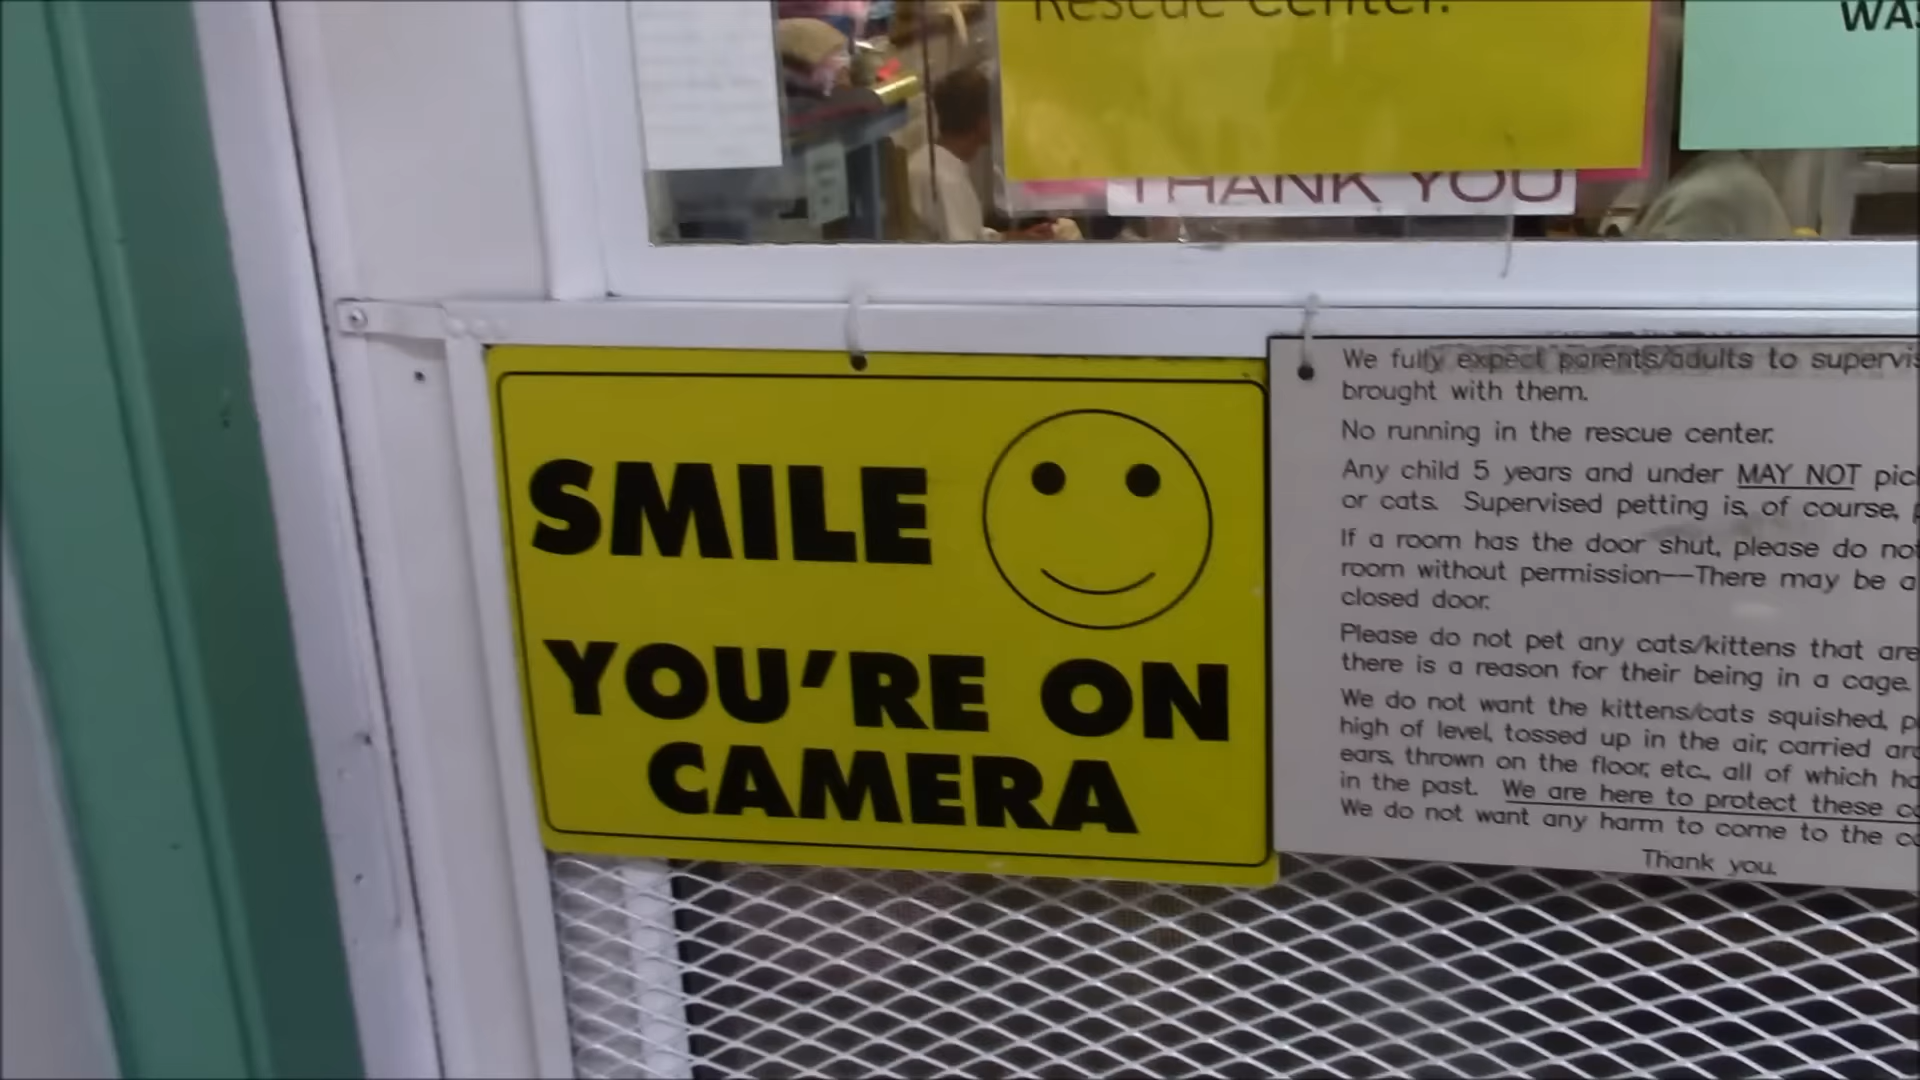 Rescue Center.
WAS
THANK YOU
SMILE
YOU'RE ON
CAMERA
We fully expect parents/adults to supervis
brought with them.
No running in the rescue center.
Any child 5 years and under MAY NOT pic
or cats. Supervised petting is, of course,
If a room has the door shut, please do not
room without permission—There may be a
closed door.
Please do not pet any cats/kittens that are
there is a reason for their being in a cage.
We do not want the kittens/cats squished, p
high of level, tossed up in the air, carried aro
ears, thrown on the floor, etc., all of which ha
in the past. We are here to protect these c
We do not want any harm to come to the c
Thank you.